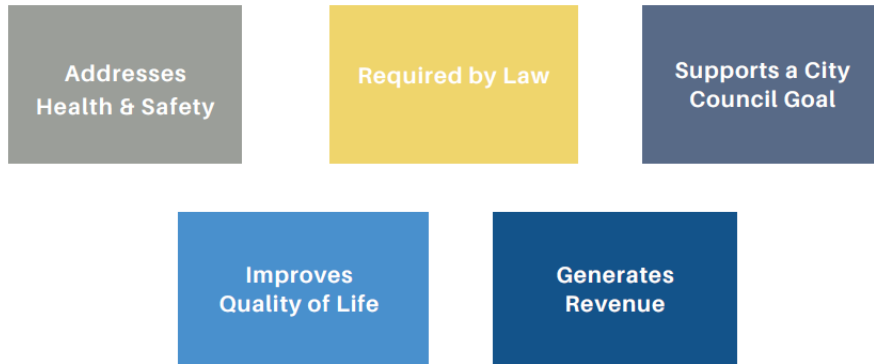 Addresses
Health & Safety
Required by Law
Supports a City
Council Goal
Improves
Quality of Life
Generates
Revenue